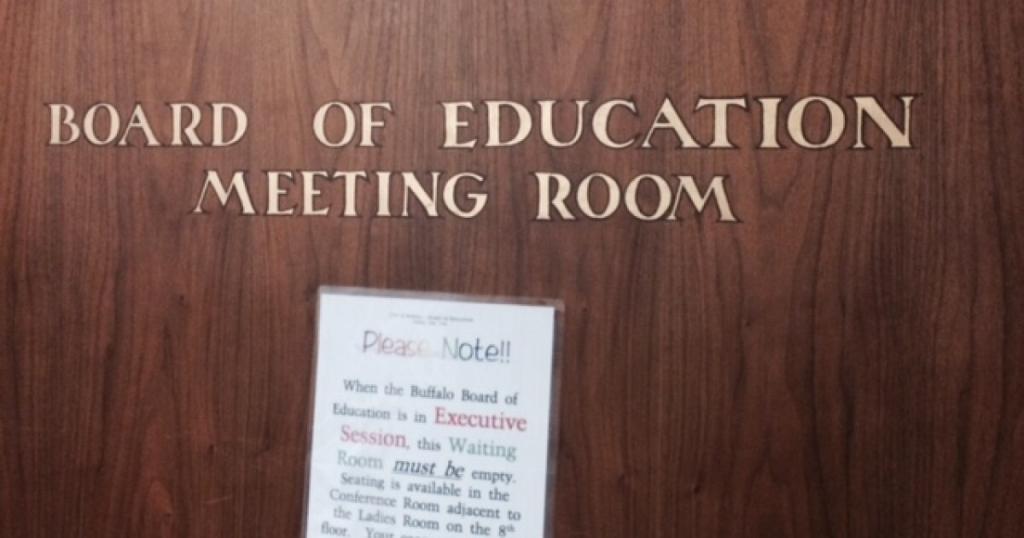 BOARD OF EDUCATION
MEETING ROOM
Please Note!!
When the Buffalo Board of
Education is in Executive
Session, this Waiting
Room must be empty.
Seating is available in the
Conference Room adjacent to
the Ladies Room on the 8th
floor. Your